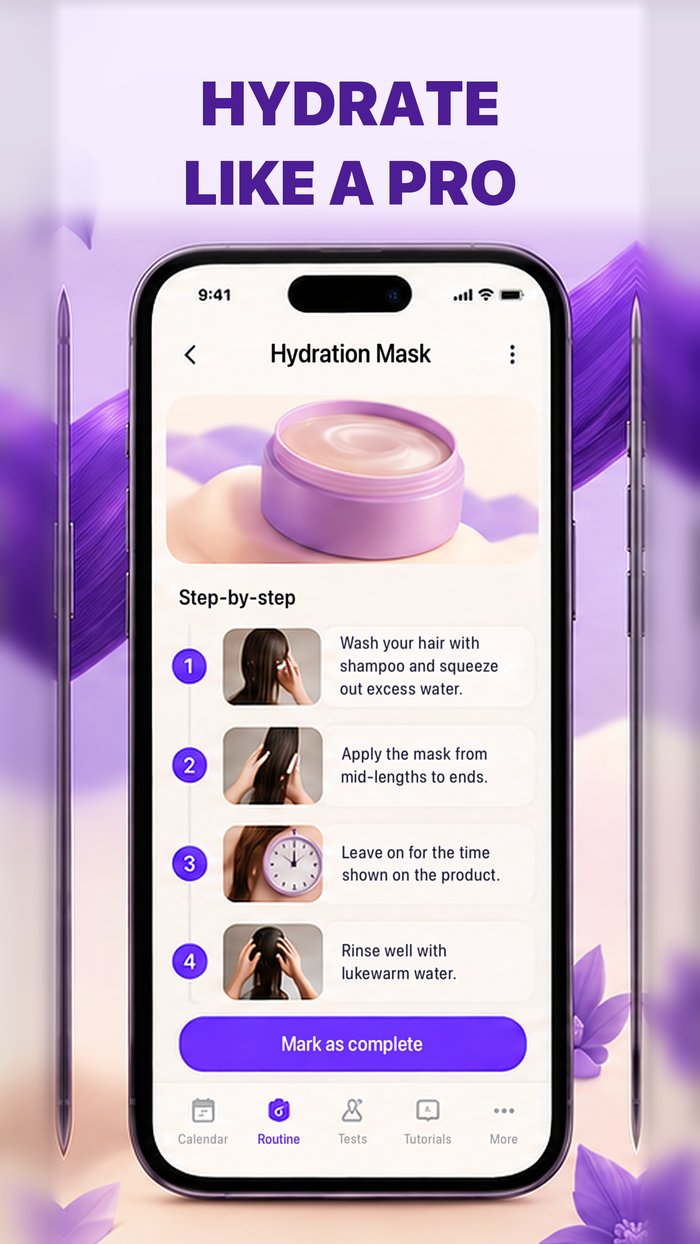 HYDRATE
LIKE A PRO
9:41
Hydration Mask
Step-by-step
1
Wash your hair with
shampoo and squeeze
out excess water.
2
Apply the mask from
mid-lengths to ends.
3
Leave on for the time
shown on the product.
4
Rinse well with
lukewarm water.
Mark as complete
Calendar
Routine
Tests
Tutorials
More